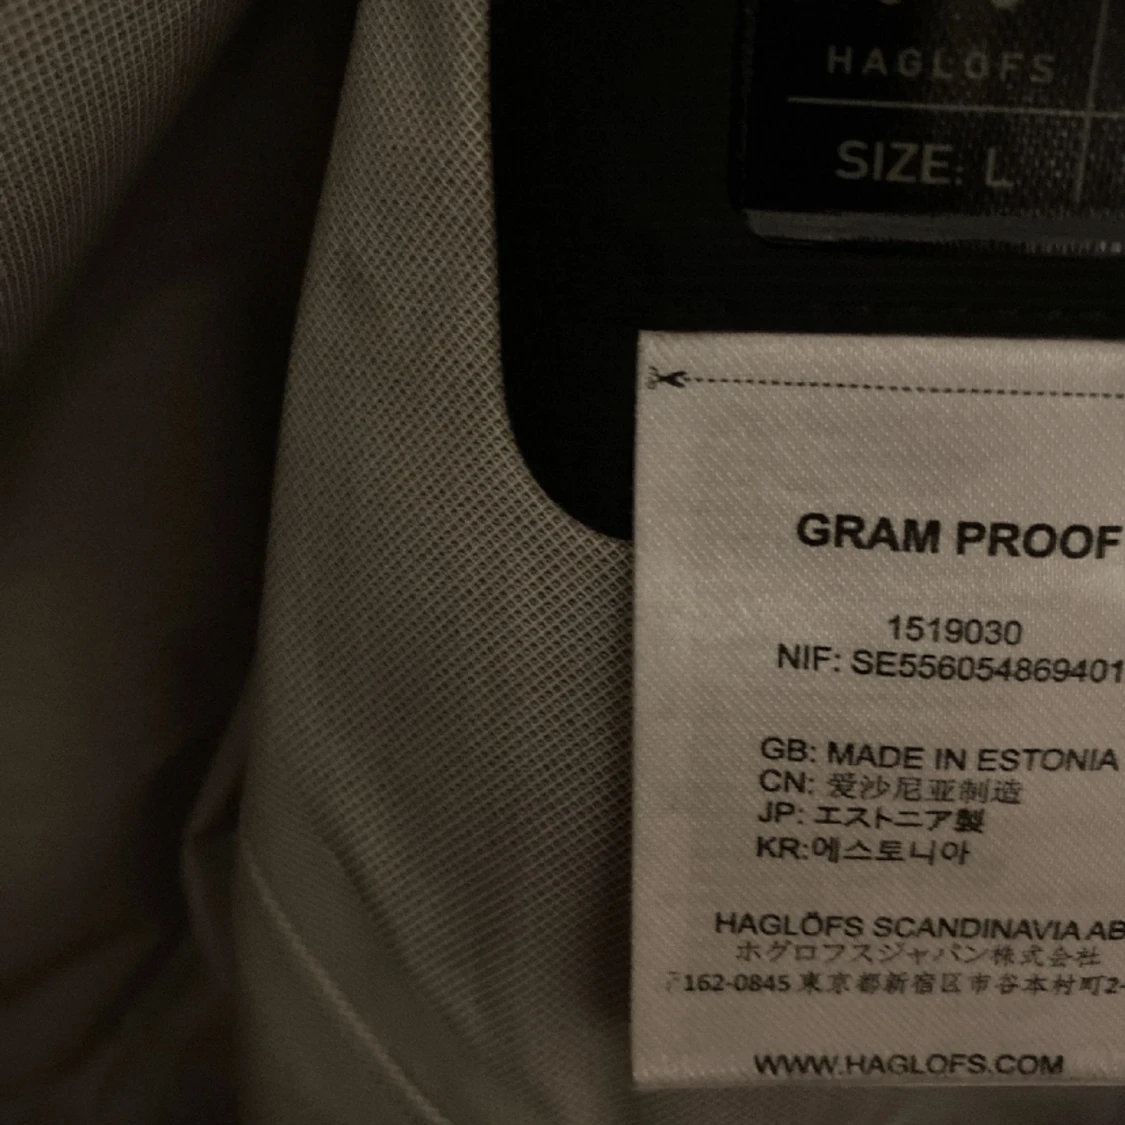 HAGLÖFS
SIZE: L
GRAM PROOF
1519030
NIF: SE556054869401
GB: MADE IN ESTONIA
CN: 爱沙尼亚制造
JP: エストニア製
KR:에스토니아
HAGLÖFS SCANDINAVIA AB
ホグロフスジャパン株式会社
〒162-0845 東京都新宿区市谷本村町2-
WWW.HAGLOFS.COM